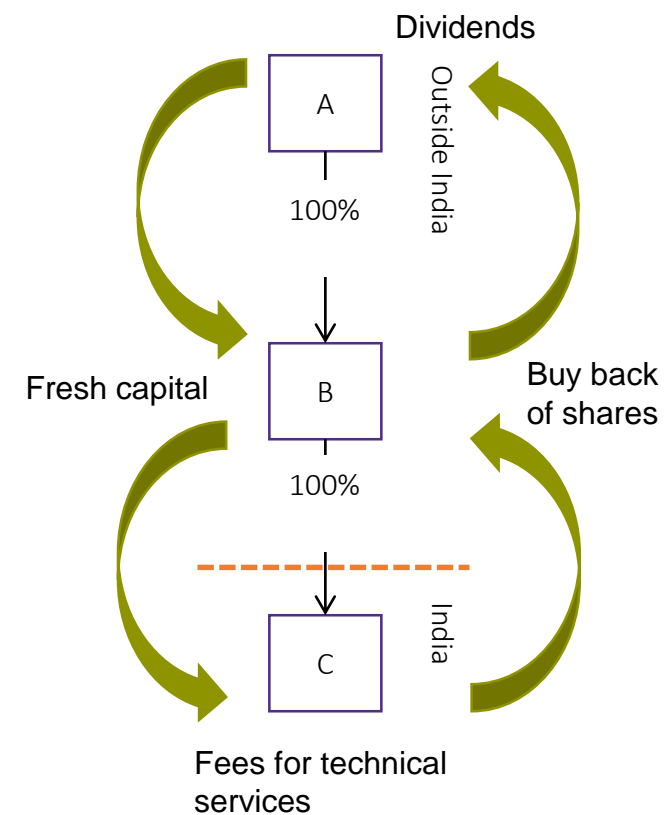 Dividends
A
Outside India
100%
B
Fresh capital
Buy back
of shares
100%
C
India
Fees for technical
services